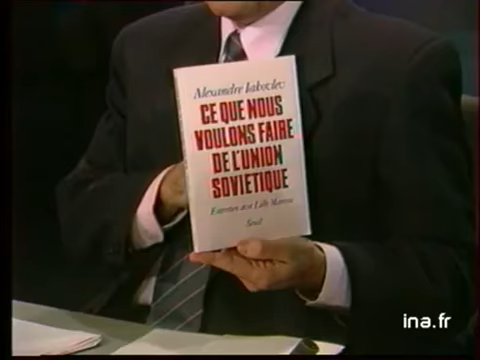 Alexandre Iakovlev
CE QUE NOUS
VOULONS FAIRE
DE L'UNION
SOVIETIQUE
Entretien avec Lilly Marcou
Seuil
ina.fr